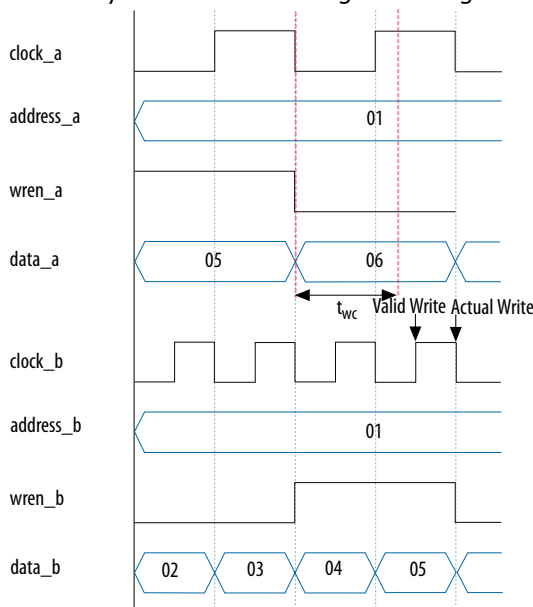 clock_a
address_a
01
wren_a
data_a
05
06
twc
Valid Write
Actual Write
clock_b
address_b
01
wren_b
data_b
02
03
04
05